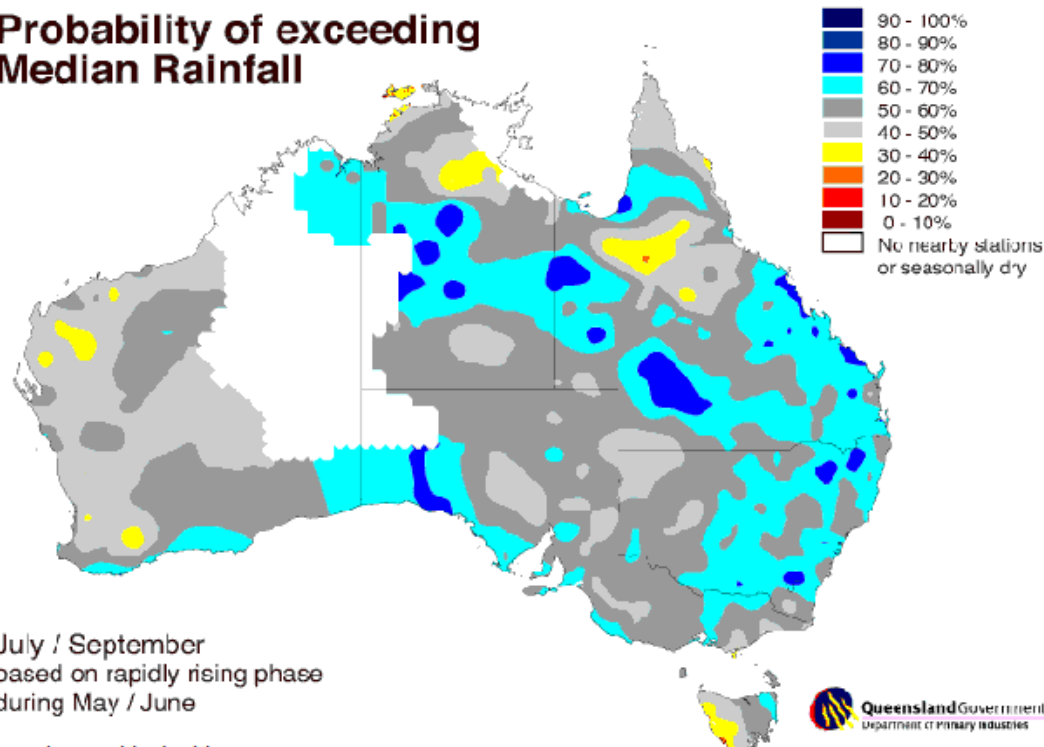 Probability of exceeding
Median Rainfall
90 - 100%
80 - 90%
70 - 80%
60 - 70%
50 - 60%
40 - 50%
30 - 40%
20 - 30%
10 - 20%
0 - 10%
No nearby stations
or seasonally dry
July / September
based on rapidly rising phase
during May / June
Queensland Government
Department of Primary Industries